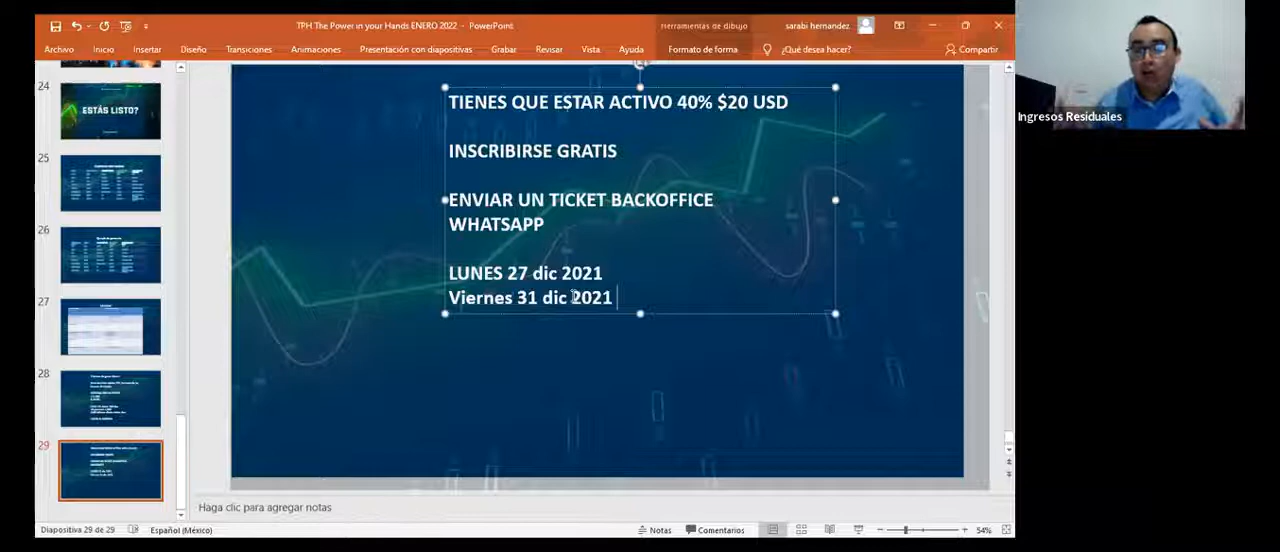 TPH The Power in your Hands ENERO 2022 - PowerPoint
Herramientas de dibujo
sarabi hernandez
Archivo Inicio Insertar Diseño Transiciones Animaciones Presentación con diapositivas Grabar Revisar Vista Ayuda Formato de forma ¿Qué desea hacer? Compartir
24
ESTÁS LISTO?
25
26
27
28
29
TIENES QUE ESTAR ACTIVO 40% $20 USD
INSCRIBIRSE GRATIS
ENVIAR UN TICKET BACKOFFICE
WHATSAPP
LUNES 27 dic 2021
Viernes 31 dic 2021
Ingresos Residuales
Haga clic para agregar notas
Diapositiva 29 de 29 Español (México) Notas Comentarios 54%